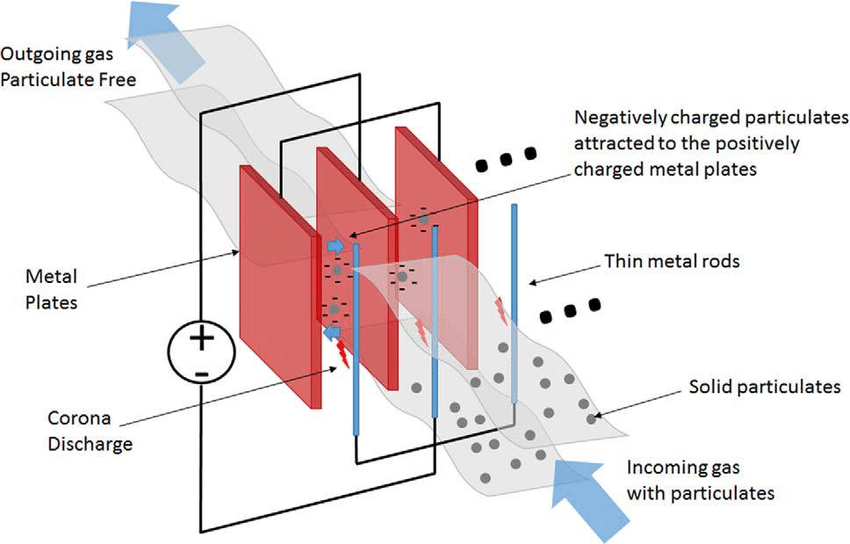 Outgoing gas
Particulate Free
Negatively charged particulates
attracted to the positively
charged metal plates
Thin metal rods
Metal
Plates
+
-
Solid particulates
Corona
Discharge
Incoming gas
with particulates